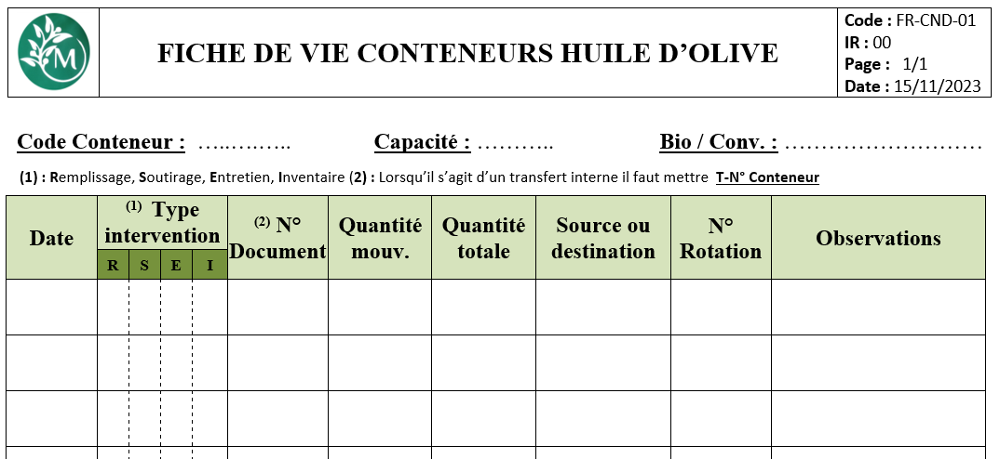 M
FICHE DE VIE CONTENEURS HUILE D’OLIVE
Code : FR-CND-01
IR : 00
Page : 1/1
Date : 15/11/2023
Code Conteneur : ………….. Capacité : ……….. Bio / Conv. : ………………………
(1) : Remplissage, Soutirage, Entretien, Inventaire (2) : Lorsqu’il s’agit d’un transfert interne il faut mettre T-N° Conteneur
Date
(1) Type
intervention
R S E I
(2) N°
Document
Quantité
mouv.
Quantité
totale
Source ou
destination
N°
Rotation
Observations